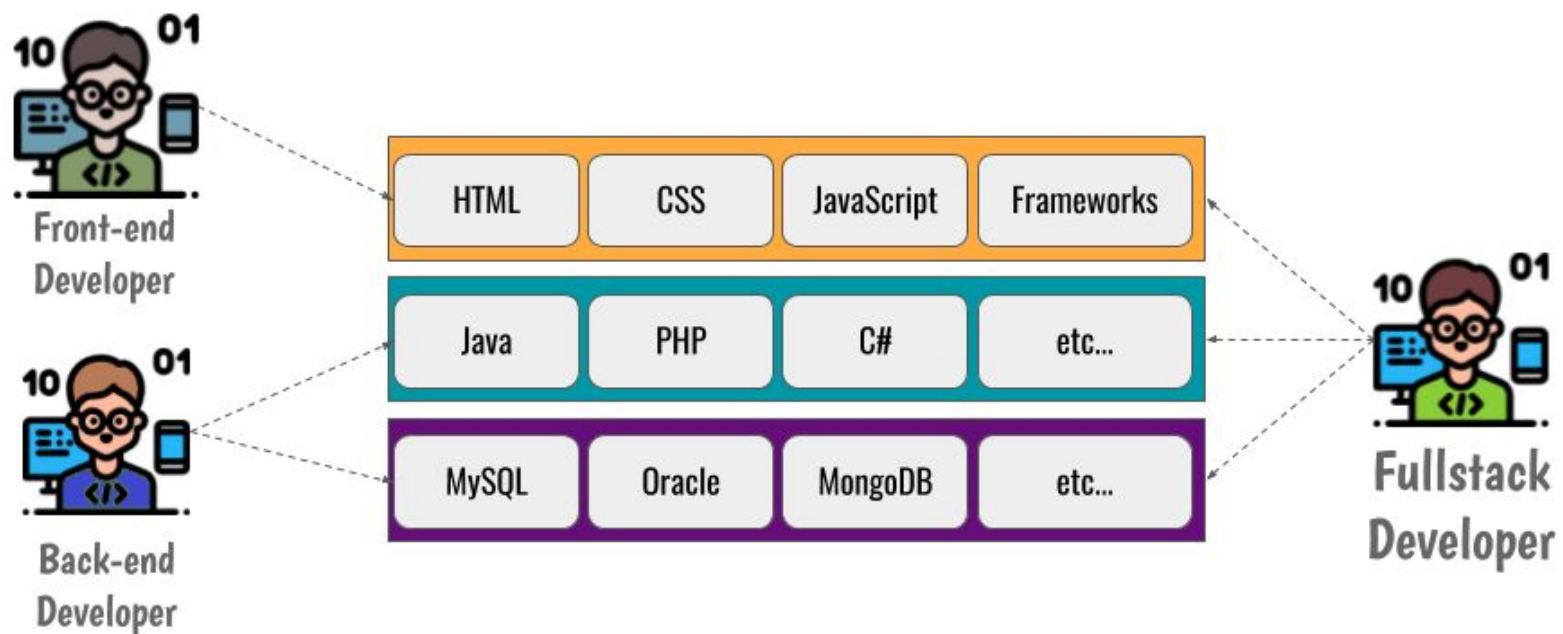 10 01
</>
Front-end
Developer
10 01
</>
Back-end
Developer
HTML CSS JavaScript Frameworks
Java PHP C# etc...
MySQL Oracle MongoDB etc...
10 01
</>
Fullstack
Developer